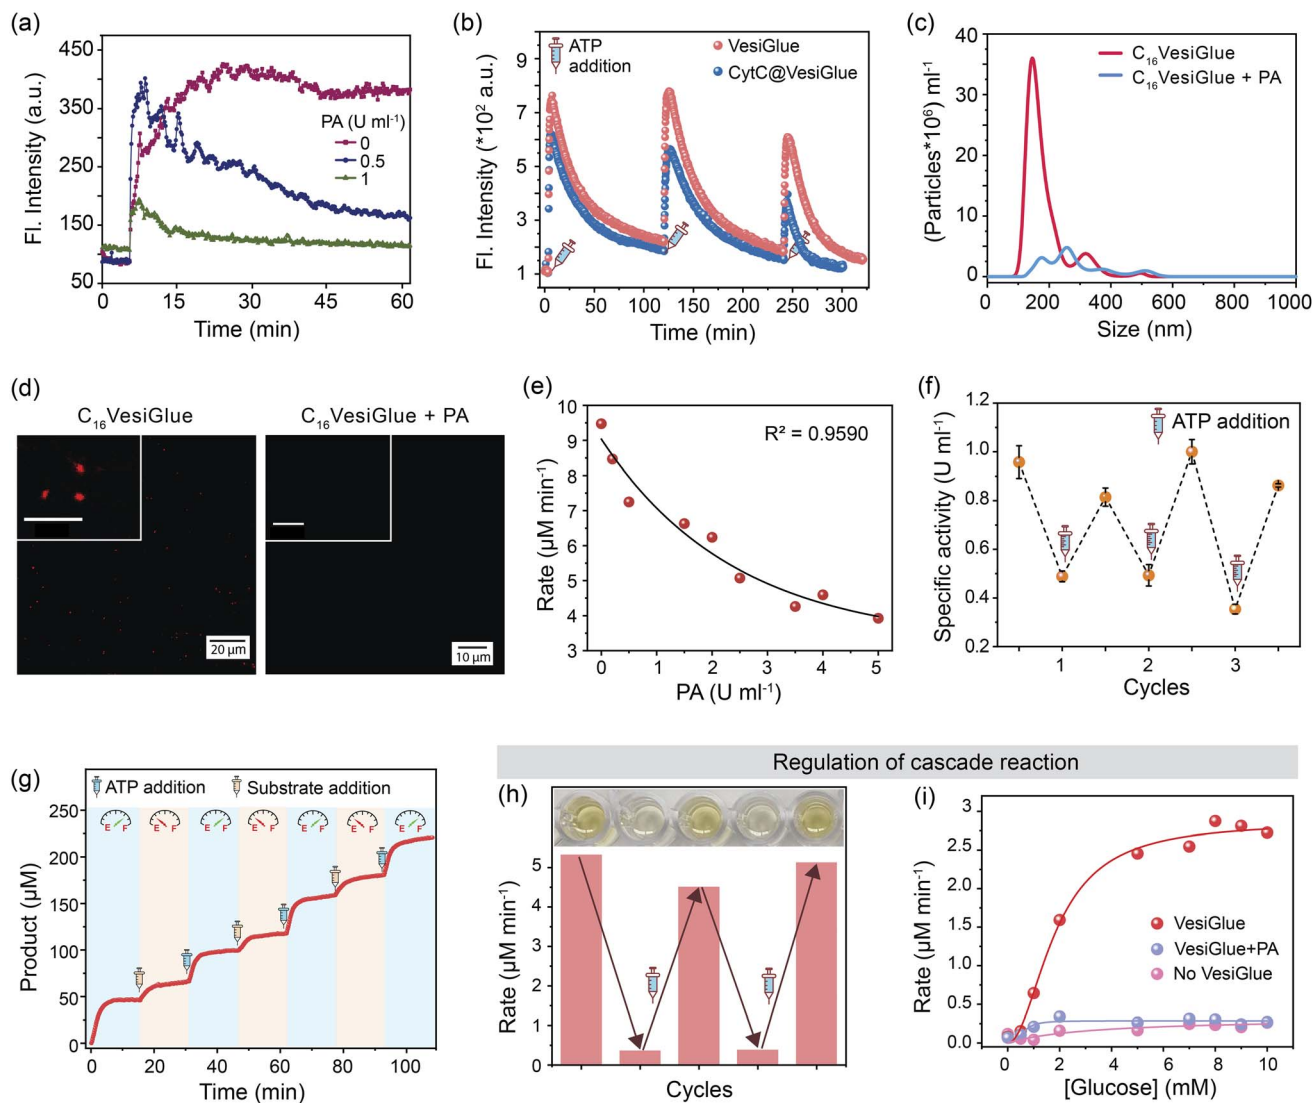 (a)
450
350
250
150
50
Fl. Intensity (a.u.)
PA (U ml⁻¹)
0
0.5
1
0 15 30 45 60
Time (min)
(b)
ATP
addition
VesiGlue
CytC@VesiGlue
9
7
5
3
1
Fl. Intensity (*10² a.u.)
0 50 100 150 200 250 300
Time (min)
(c)
C₁₆VesiGlue
C₁₆VesiGlue + PA
40
30
20
10
0
(Particles*10⁶) ml⁻¹
0 200 400 600 800 1000
Size (nm)
(d)
C₁₆VesiGlue
C₁₆VesiGlue + PA
20 µm
10 µm
(e)
R² = 0.9590
10
9
8
7
6
5
4
3
Rate (µM min⁻¹)
0 1 2 3 4 5
PA (U ml⁻¹)
(f)
ATP addition
1.2
1.0
0.8
0.6
0.4
0.2
Specific activity (U ml⁻¹)
1 2 3
Cycles
(g)
ATP addition
Substrate addition
E F E F E F E F E F E F E F
250
200
150
100
50
0
Product (µM)
0 20 40 60 80 100
Time (min)
Regulation of cascade reaction
(h)
5
4
3
2
1
0
Rate (µM min⁻¹)
Cycles
(i)
3.0
2.5
2.0
1.5
1.0
0.5
0.0
Rate (µM min⁻¹)
VesiGlue
VesiGlue+PA
No VesiGlue
0 2 4 6 8 10
[Glucose] (mM)